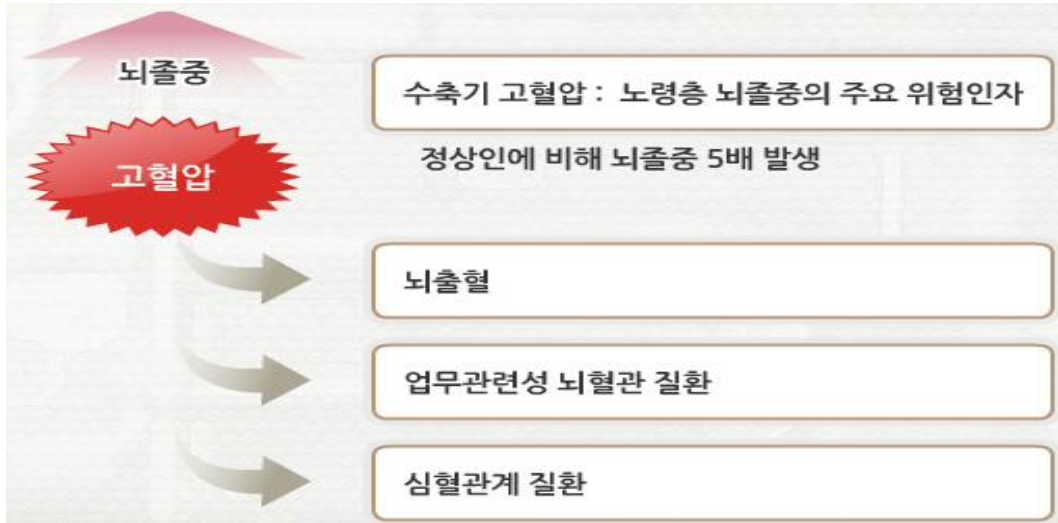 뇌졸중
수축기 고혈압 : 노령층 뇌졸중의 주요 위험인자
정상인에 비해 뇌졸중 5배 발생
고혈압
뇌출혈
업무관련성 뇌혈관 질환
심혈관계 질환